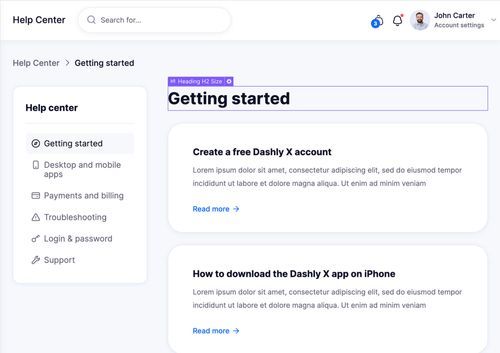 Help Center
Search for...
3
John Carter
Account settings
Help Center > Getting started
H2 Heading H2 Size
Getting started
Help center
Getting started
Desktop and mobile
apps
Payments and billing
Troubleshooting
Login & password
Support
Create a free Dashly X account
Lorem ipsum dolor sit amet, consectetur adipiscing elit, sed do eiusmod tempor
incididunt ut labore et dolore magna aliqua. Ut enim ad minim veniam
Read more →
How to download the Dashly X app on iPhone
Lorem ipsum dolor sit amet, consectetur adipiscing elit, sed do eiusmod tempor
incididunt ut labore et dolore magna aliqua. Ut enim ad minim veniam
Read more →